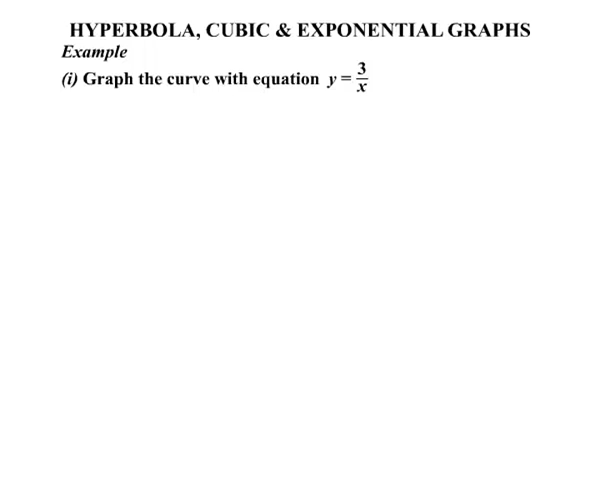 HYPERBOLA, CUBIC & EXPONENTIAL GRAPHS
Example
(i) Graph the curve with equation y = 3/x